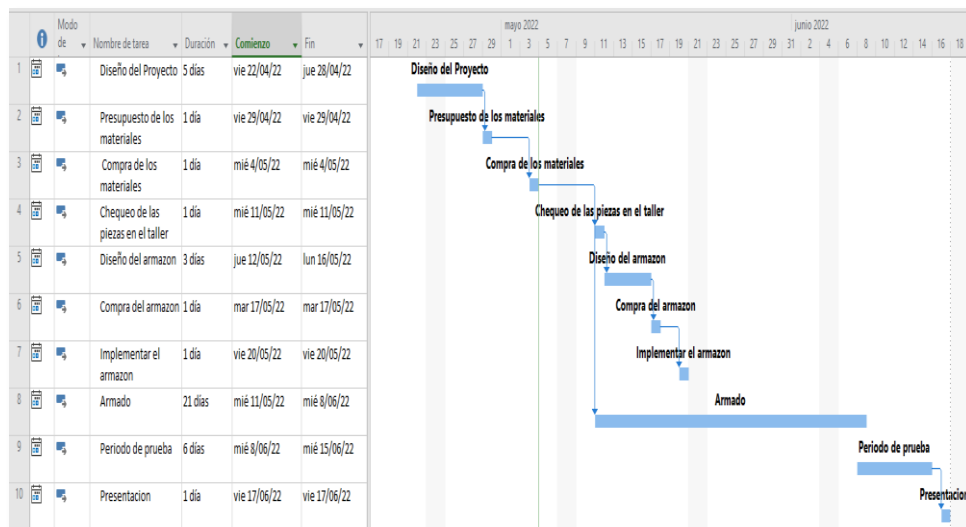 Modo
de
Nombre de tarea
Duración
Comienzo
Fin
mayo 2022
junio 2022
17 19 21 23 25 27 29 1 3 5 7 9 11 13 15 17 19 21 23 25 27 29 31 2 4 6 8 10 12 14 16 18
1 Diseño del Proyecto 5 días vie 22/04/22 jue 28/04/22
Diseño del Proyecto
2 Presupuesto de los 1 día vie 29/04/22 vie 29/04/22
materiales
Presupuesto de los materiales
3 Compra de los 1 día mié 4/05/22 mié 4/05/22
materiales
Compra de los materiales
4 Chequeo de las 1 día mié 11/05/22 mié 11/05/22
piezas en el taller
Chequeo de las piezas en el taller
5 Diseño del armazon 3 días jue 12/05/22 lun 16/05/22
Diseño del armazon
6 Compra del armazon 1 día mar 17/05/22 mar 17/05/22
Compra del armazon
7 Implementar el 1 día vie 20/05/22 vie 20/05/22
armazon
Implementar el armazon
8 Armado 21 días mié 11/05/22 mié 8/06/22
Armado
9 Periodo de prueba 6 días mié 8/06/22 mié 15/06/22
Periodo de prueba
10 Presentacion 1 día vie 17/06/22 vie 17/06/22
Presentacion